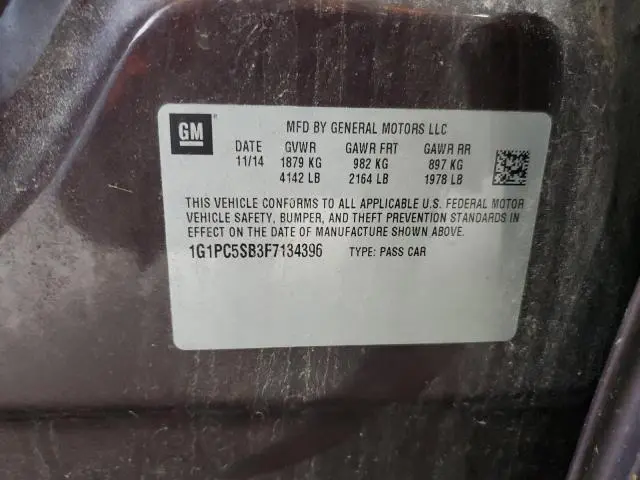 GM
MFD BY GENERAL MOTORS LLC
DATE GVWR GAWR FRT GAWR RR
11/14 1879 KG 982 KG 897 KG
4142 LB 2164 LB 1978 LB
THIS VEHICLE CONFORMS TO ALL APPLICABLE U.S. FEDERAL MOTOR
VEHICLE SAFETY, BUMPER, AND THEFT PREVENTION STANDARDS IN
EFFECT ON THE DATE OF MANUFACTURE SHOWN ABOVE.
1G1PC5SB3F7134396 TYPE: PASS CAR